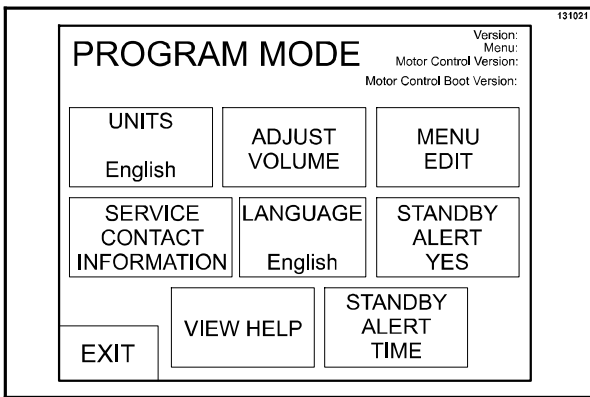 131021
PROGRAM MODE
Version:
Menu:
Motor Control Version:
Motor Control Boot Version:
UNITS
English
ADJUST
VOLUME
MENU
EDIT
SERVICE
CONTACT
INFORMATION
LANGUAGE
English
STANDBY
ALERT
YES
EXIT
VIEW HELP
STANDBY
ALERT
TIME